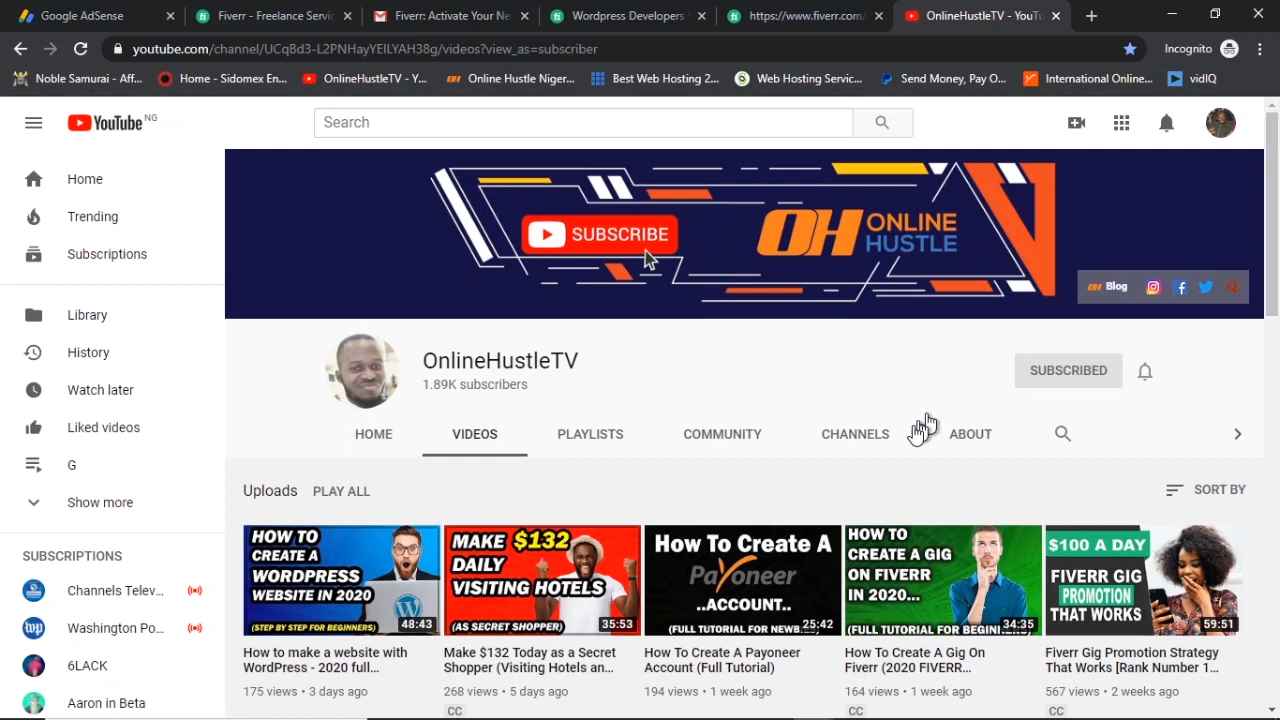 Google AdSense
Fiverr - Freelance Servic
Fiverr: Activate Your Ne
Wordpress Developers
https://www.fiverr.com/
OnlineHustleTV - YouTu
youtube.com/channel/UCqBd3-L2PNHayYEILYAH38g/videos?view_as=subscriber
Incognito
Noble Samurai - Aff...
Home - Sidomex En...
OnlineHustleTV - Y...
OH Online Hustle Niger...
Best Web Hosting 2...
Web Hosting Servic...
Send Money, Pay O...
International Online...
vidIQ
YouTube NG
Search
Home
Trending
Subscriptions
Library
History
Watch later
Liked videos
G
Show more
SUBSCRIPTIONS
Channels Telev...
Washington Po...
6LACK
Aaron in Beta
SUBSCRIBE
OH ONLINE
HUSTLE
OH Blog
OnlineHustleTV
1.89K subscribers
SUBSCRIBED
HOME
VIDEOS
PLAYLISTS
COMMUNITY
CHANNELS
ABOUT
Uploads
PLAY ALL
SORT BY
HOW TO
CREATE A
WORDPRESS
WEBSITE IN 2020
(STEP BY STEP FOR BEGINNERS)
48:43
How to make a website with
WordPress - 2020 full...
175 views • 3 days ago
MAKE $132
DAILY
VISITING HOTELS
(AS SECRET SHOPPER)
35:53
Make $132 Today as a Secret
Shopper (Visiting Hotels an...
268 views • 5 days ago
CC
How To Create A
Payoneer
..ACCOUNT..
(FULL TUTORIAL FOR NEWB
25:42
How To Create A Payoneer
Account (Full Tutorial)
194 views • 1 week ago
HOW TO
CREATE A GIG
ON FIVERR
IN 2020...
(FULL TUTORIAL FOR BEGINNERS)
34:35
How To Create A Gig On
Fiverr (2020 FIVERR...
164 views • 1 week ago
CC
$100 A DAY
FIVERR GIG
PROMOTION
THAT WORKS
59:51
Fiverr Gig Promotion Strategy
That Works [Rank Number 1...
567 views • 2 weeks ago
CC